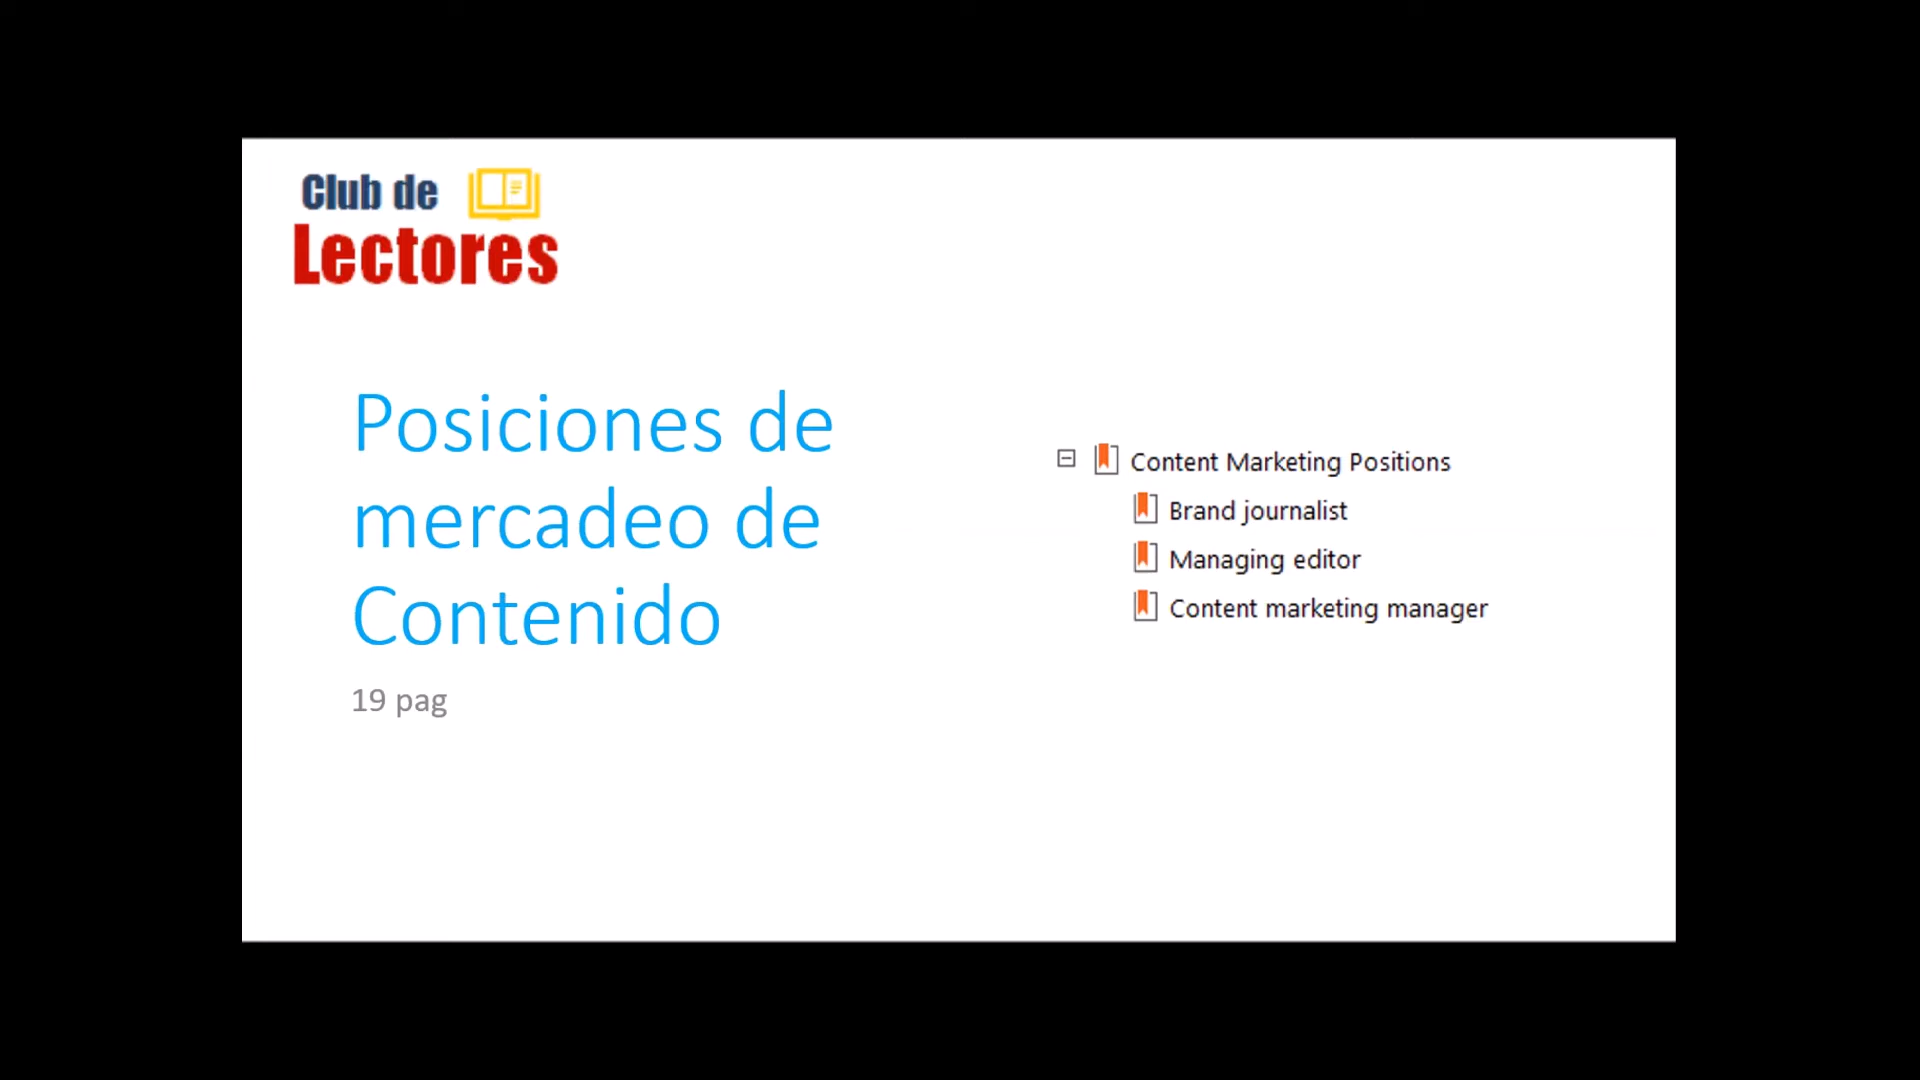 Club de
Lectores
Posiciones de
mercadeo de
Contenido
19 pag
Content Marketing Positions
Brand journalist
Managing editor
Content marketing manager